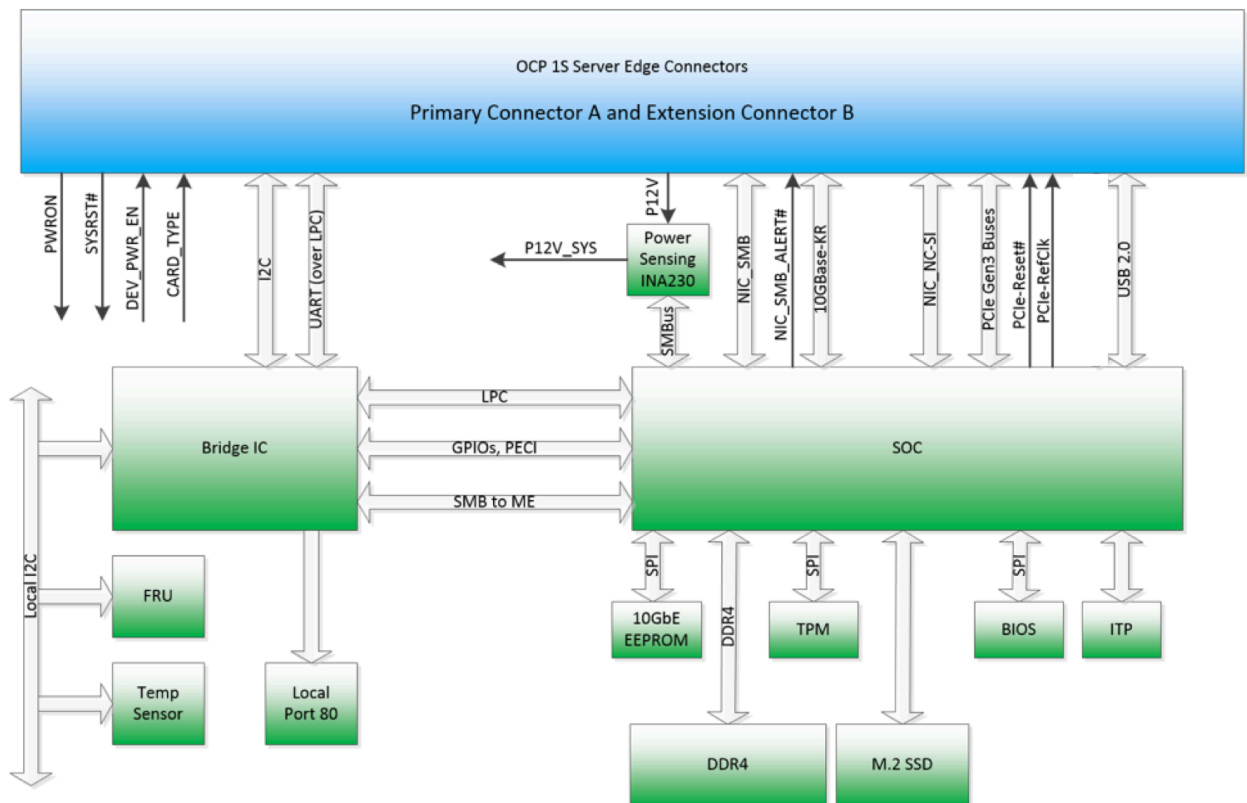 OCP 1S Server Edge Connectors
Primary Connector A and Extension Connector B
PWRON
SYSRST#
DEV_PWR_EN
CARD_TYPE
I2C
UART (over LPC)
P12V
P12V_SYS
Power
Sensing
INA230
SMBus
NIC_SMB
NIC_SMB_ALERT#
10GBase-KR
NIC_NC-SI
PCIe Gen3 Buses
PCIe-Reset#
PCIe-RefClk
USB 2.0
Bridge IC
LPC
GPIOs, PECI
SMB to ME
SOC
Local I2C
FRU
Temp
Sensor
Local
Port 80
SPI
10GbE
EEPROM
DDR4
SPI
TPM
SPI
BIOS
ITP
DDR4
M.2 SSD